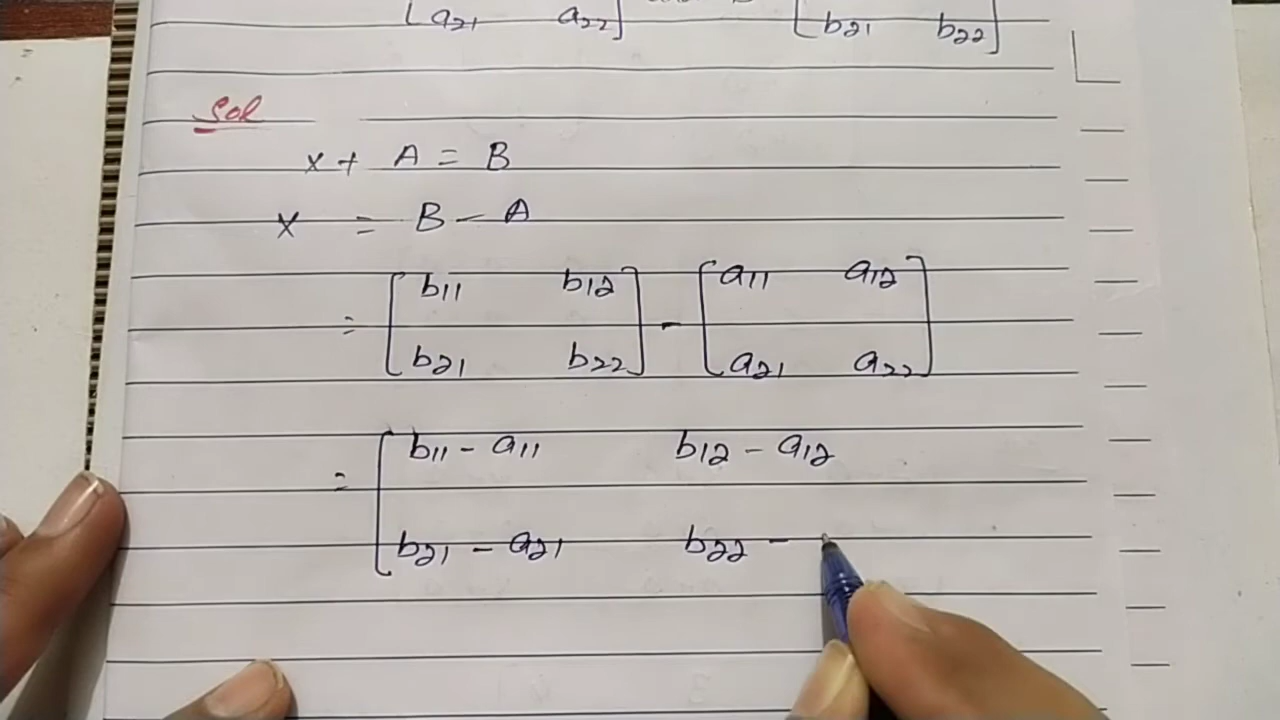 [ a21 a22 ] [ b21 b22 ]
Sol
x + A = B
x = B - A
= [ b11 b12 ] - [ a11 a12 ]
[ b21 b22 ] [ a21 a22 ]
= [ b11 - a11 b12 - a12
b21 - a21 b22 -